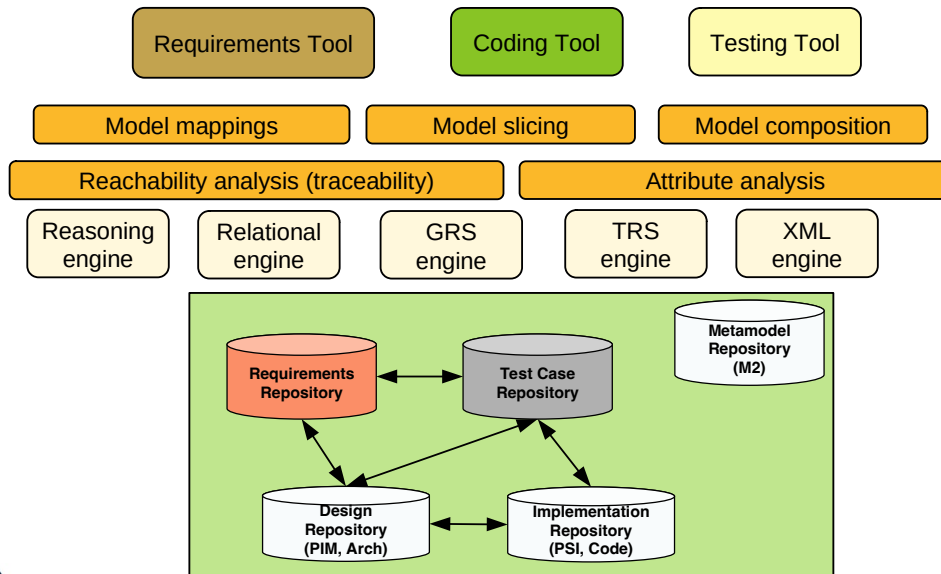 Requirements Tool
Coding Tool
Testing Tool
Model mappings
Model slicing
Model composition
Reachability analysis (traceability)
Attribute analysis
Reasoning
engine
Relational
engine
GRS
engine
TRS
engine
XML
engine
Metamodel
Repository
(M2)
Requirements
Repository
Test Case
Repository
Design
Repository
(PIM, Arch)
Implementation
Repository
(PSI, Code)